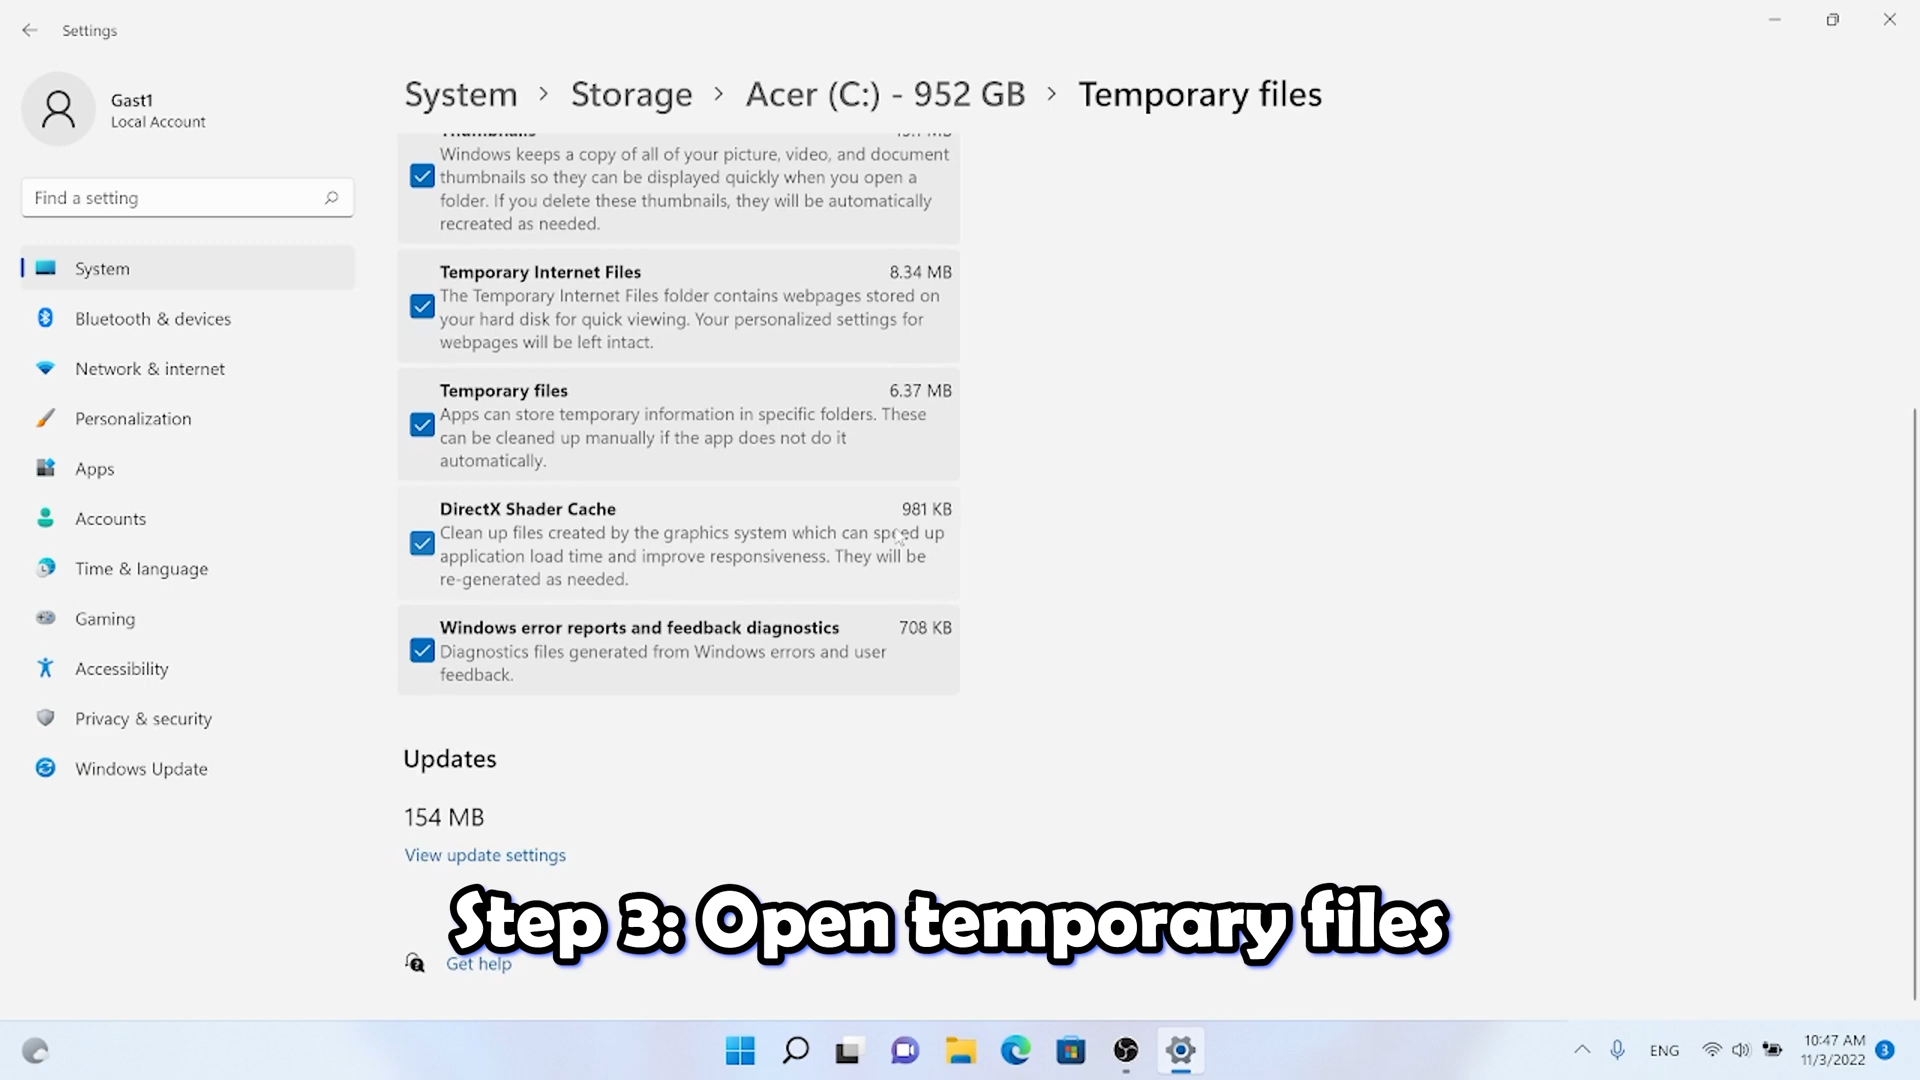 Settings
Gast1
Local Account
Find a setting
System
Bluetooth & devices
Network & internet
Personalization
Apps
Accounts
Time & language
Gaming
Accessibility
Privacy & security
Windows Update
System > Storage > Acer (C:) - 952 GB > Temporary files
Thumbnails
Windows keeps a copy of all of your picture, video, and document
thumbnails so they can be displayed quickly when you open a
folder. If you delete these thumbnails, they will be automatically
recreated as needed.
Temporary Internet Files 8.34 MB
The Temporary Internet Files folder contains webpages stored on
your hard disk for quick viewing. Your personalized settings for
webpages will be left intact.
Temporary files 6.37 MB
Apps can store temporary information in specific folders. These
can be cleaned up manually if the app does not do it
automatically.
DirectX Shader Cache 981 KB
Clean up files created by the graphics system which can speed up
application load time and improve responsiveness. They will be
re-generated as needed.
Windows error reports and feedback diagnostics 708 KB
Diagnostics files generated from Windows errors and user
feedback.
Updates
154 MB
View update settings
Step 3: Open temporary files
Get help
ENG
10:47 AM
11/3/2022
3